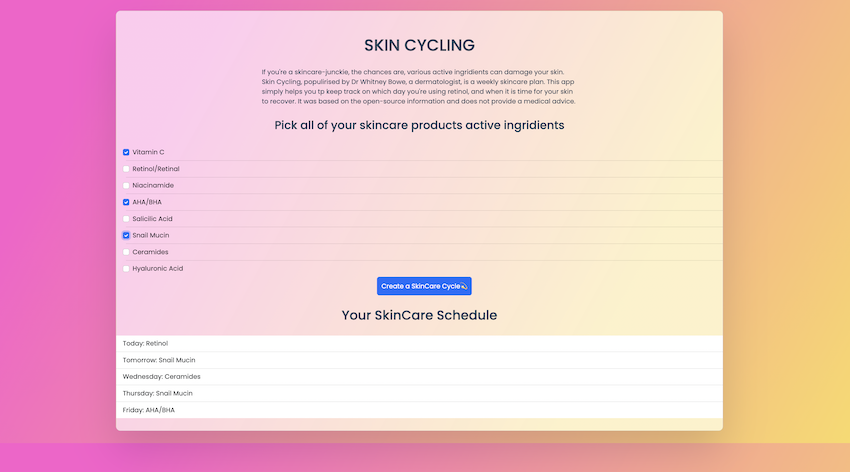 SKIN CYCLING
If you're a skincare-junckie, the chances are, various active ingridients can damage your skin.
Skin Cycling, populirised by Dr Whitney Bowe, a dermatologist, is a weekly skincare plan. This app
simply helps you tp keep track on which day you're using retinol, and when it is time for your skin
to recover. It was based on the open-source information and does not provide a medical advice.
Pick all of your skincare products active ingridients
Vitamin C
Retinol/Retinal
Niacinamide
AHA/BHA
Salicilic Acid
Snail Mucin
Ceramides
Hyaluronic Acid
Create a SkinCare Cycle💫
Your SkinCare Schedule
Today: Retinol
Tomorrow: Snail Mucin
Wednesday: Ceramides
Thursday: Snail Mucin
Friday: AHA/BHA